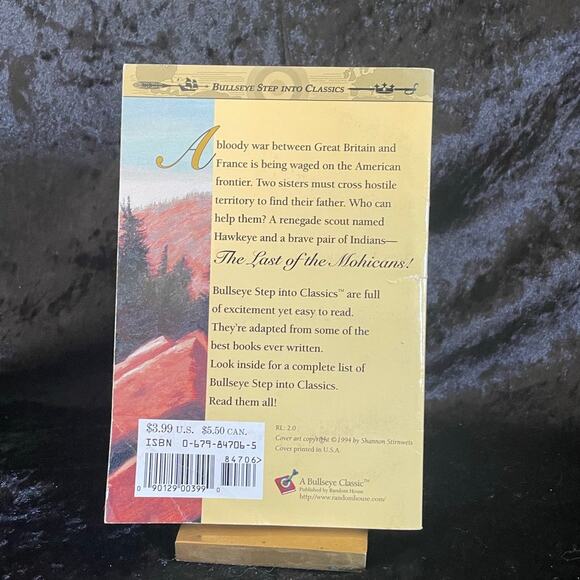 BULLSEYE STEP INTO CLASSICS
A bloody war between Great Britain and
France is being waged on the American
frontier. Two sisters must cross hostile
territory to find their father. Who can
help them? A renegade scout named
Hawkeye and a brave pair of Indians—
The Last of the Mohicans!
Bullseye Step into Classics™ are full
of excitement yet easy to read.
They're adapted from some of the
best books ever written.
Look inside for a complete list of
Bullseye Step into Classics.
Read them all!
$3.99 U.S. $5.50 CAN.
ISBN 0-679-84706-5
84706>
0 90129 00399 0
RL: 2.0
Cover art copyright © 1994 by Shannon Stirnweis
Cover printed in U.S.A.
A Bullseye Classic™
Published by Random House
http://www.randomhouse.com/